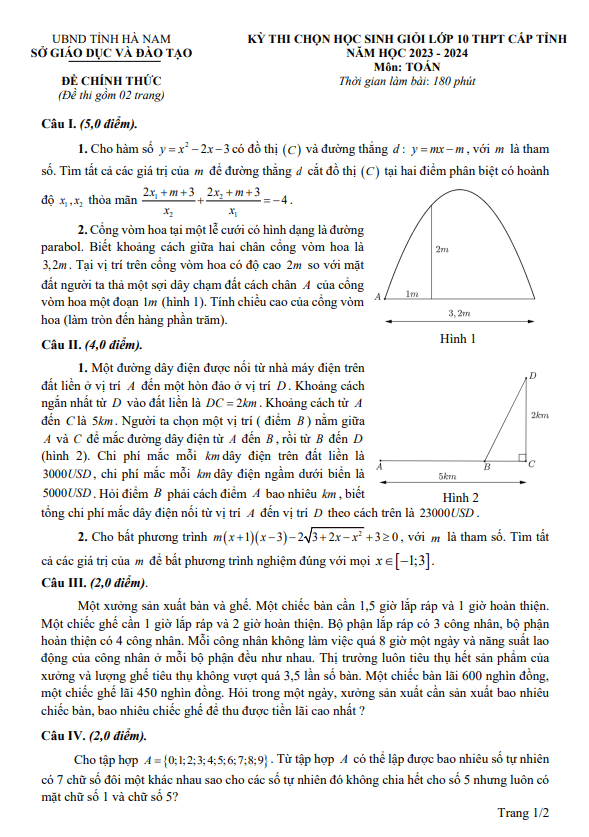 UBND TỈNH HÀ NAM
SỞ GIÁO DỤC VÀ ĐÀO TẠO
ĐỀ CHÍNH THỨC
(Đề thi gồm 02 trang)
KỲ THI CHỌN HỌC SINH GIỎI LỚP 10 THPT CẤP TỈNH
NĂM HỌC 2023 - 2024
Môn: TOÁN
Thời gian làm bài: 180 phút
Câu I. (5,0 điểm).
1. Cho hàm số y = x² − 2x − 3 có đồ thị (C) và đường thẳng d : y = mx − m, với m là tham
số. Tìm tất cả các giá trị của m để đường thẳng d cắt đồ thị (C) tại hai điểm phân biệt có hoành
độ x₁, x₂ thỏa mãn (2x₁ + m + 3)/x₂ + (2x₂ + m + 3)/x₁ = −4.
2. Cổng vòm hoa tại một lễ cưới có hình dạng là đường
parabol. Biết khoảng cách giữa hai chân cổng vòm hoa là
3,2m. Tại vị trí trên cổng vòm hoa có độ cao 2m so với mặt
đất người ta thả một sợi dây chạm đất cách chân A của cổng
vòm hoa một đoạn 1m (hình 1). Tính chiều cao của cổng vòm
hoa (làm tròn đến hàng phần trăm).
2m
A
1m
3,2m
Hình 1
Câu II. (4,0 điểm).
1. Một đường dây điện được nối từ nhà máy điện trên
đất liền ở vị trí A đến một hòn đảo ở vị trí D. Khoảng cách
ngắn nhất từ D vào đất liền là DC = 2km. Khoảng cách từ A
đến C là 5km. Người ta chọn một vị trí ( điểm B ) nằm giữa
A và C để mắc đường dây điện từ A đến B, rồi từ B đến D
(hình 2). Chi phí mắc mỗi km dây điện trên đất liền là
3000USD, chi phí mắc mỗi km dây điện ngầm dưới biển là
5000USD. Hỏi điểm B phải cách điểm A bao nhiêu km, biết
tổng chi phí mắc dây điện nối từ vị trí A đến vị trí D theo cách trên là 23000USD.
D
2km
A
B
C
5km
Hình 2
2. Cho bất phương trình m(x+1)(x−3) − 2√(3+2x−x²) + 3 ≥ 0, với m là tham số. Tìm tất
cả các giá trị của m để bất phương trình nghiệm đúng với mọi x ∈ [−1;3].
Câu III. (2,0 điểm).
Một xưởng sản xuất bàn và ghế. Một chiếc bàn cần 1,5 giờ lắp ráp và 1 giờ hoàn thiện.
Một chiếc ghế cần 1 giờ lắp ráp và 2 giờ hoàn thiện. Bộ phận lắp ráp có 3 công nhân, bộ phận
hoàn thiện có 4 công nhân. Mỗi công nhân không làm việc quá 8 giờ một ngày và năng suất lao
động của công nhân ở mỗi bộ phận đều như nhau. Thị trường luôn tiêu thụ hết sản phẩm của
xưởng và lượng ghế tiêu thụ không vượt quá 3,5 lần số bàn. Một chiếc bàn lãi 600 nghìn đồng,
một chiếc ghế lãi 450 nghìn đồng. Hỏi trong một ngày, xưởng sản xuất cần sản xuất bao nhiêu
chiếc bàn, bao nhiêu chiếc ghế để thu được tiền lãi cao nhất ?
Câu IV. (2,0 điểm).
Cho tập hợp A = {0;1;2;3;4;5;6;7;8;9}. Từ tập hợp A có thể lập được bao nhiêu số tự nhiên
có 7 chữ số đôi một khác nhau sao cho các số tự nhiên đó không chia hết cho số 5 nhưng luôn có
mặt chữ số 1 và chữ số 5?
Trang 1/2